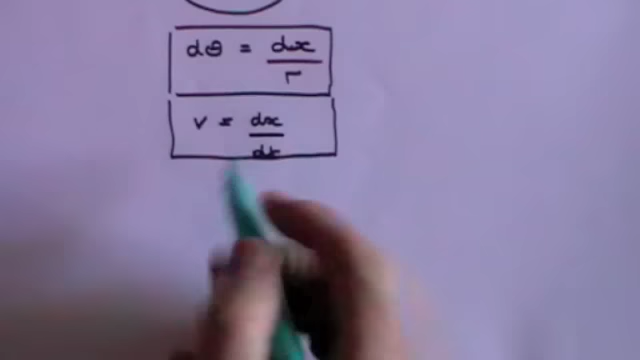 dθ = dx/r
v = dx/dt